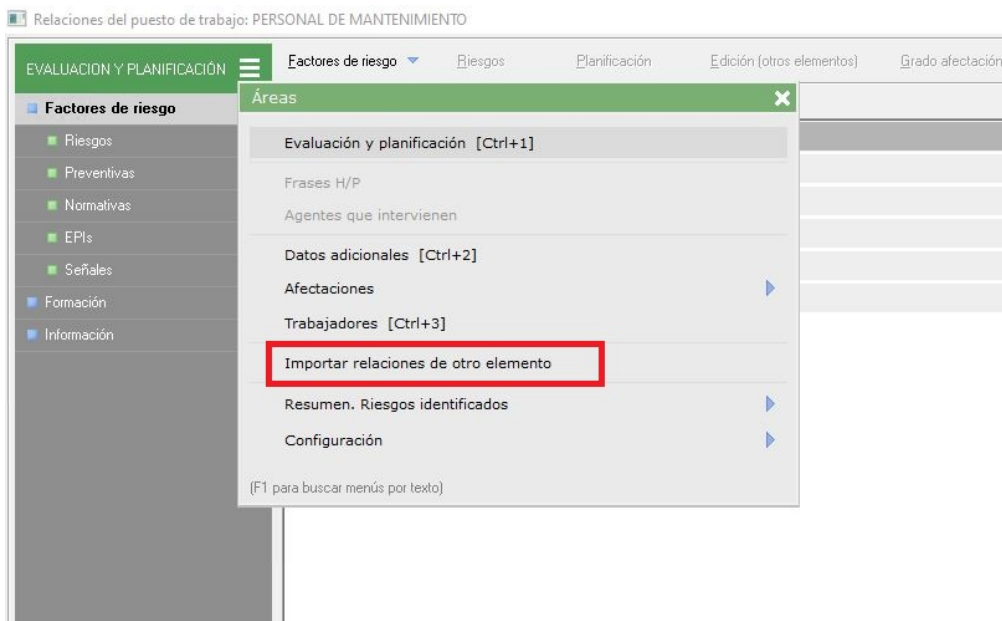 Relaciones del puesto de trabajo: PERSONAL DE MANTENIMIENTO
EVALUACION Y PLANIFICACIÓN
Factores de riesgo
Riesgos
Planificación
Edición (otros elementos)
Grado afectación
Factores de riesgo
Riesgos
Preventivas
Normativas
EPIs
Señales
Formación
Información
Áreas
Evaluación y planificación [Ctrl+1]
Frases H/P
Agentes que intervienen
Datos adicionales [Ctrl+2]
Afectaciones
Trabajadores [Ctrl+3]
Importar relaciones de otro elemento
Resumen. Riesgos identificados
Configuración
(F1 para buscar menús por texto)